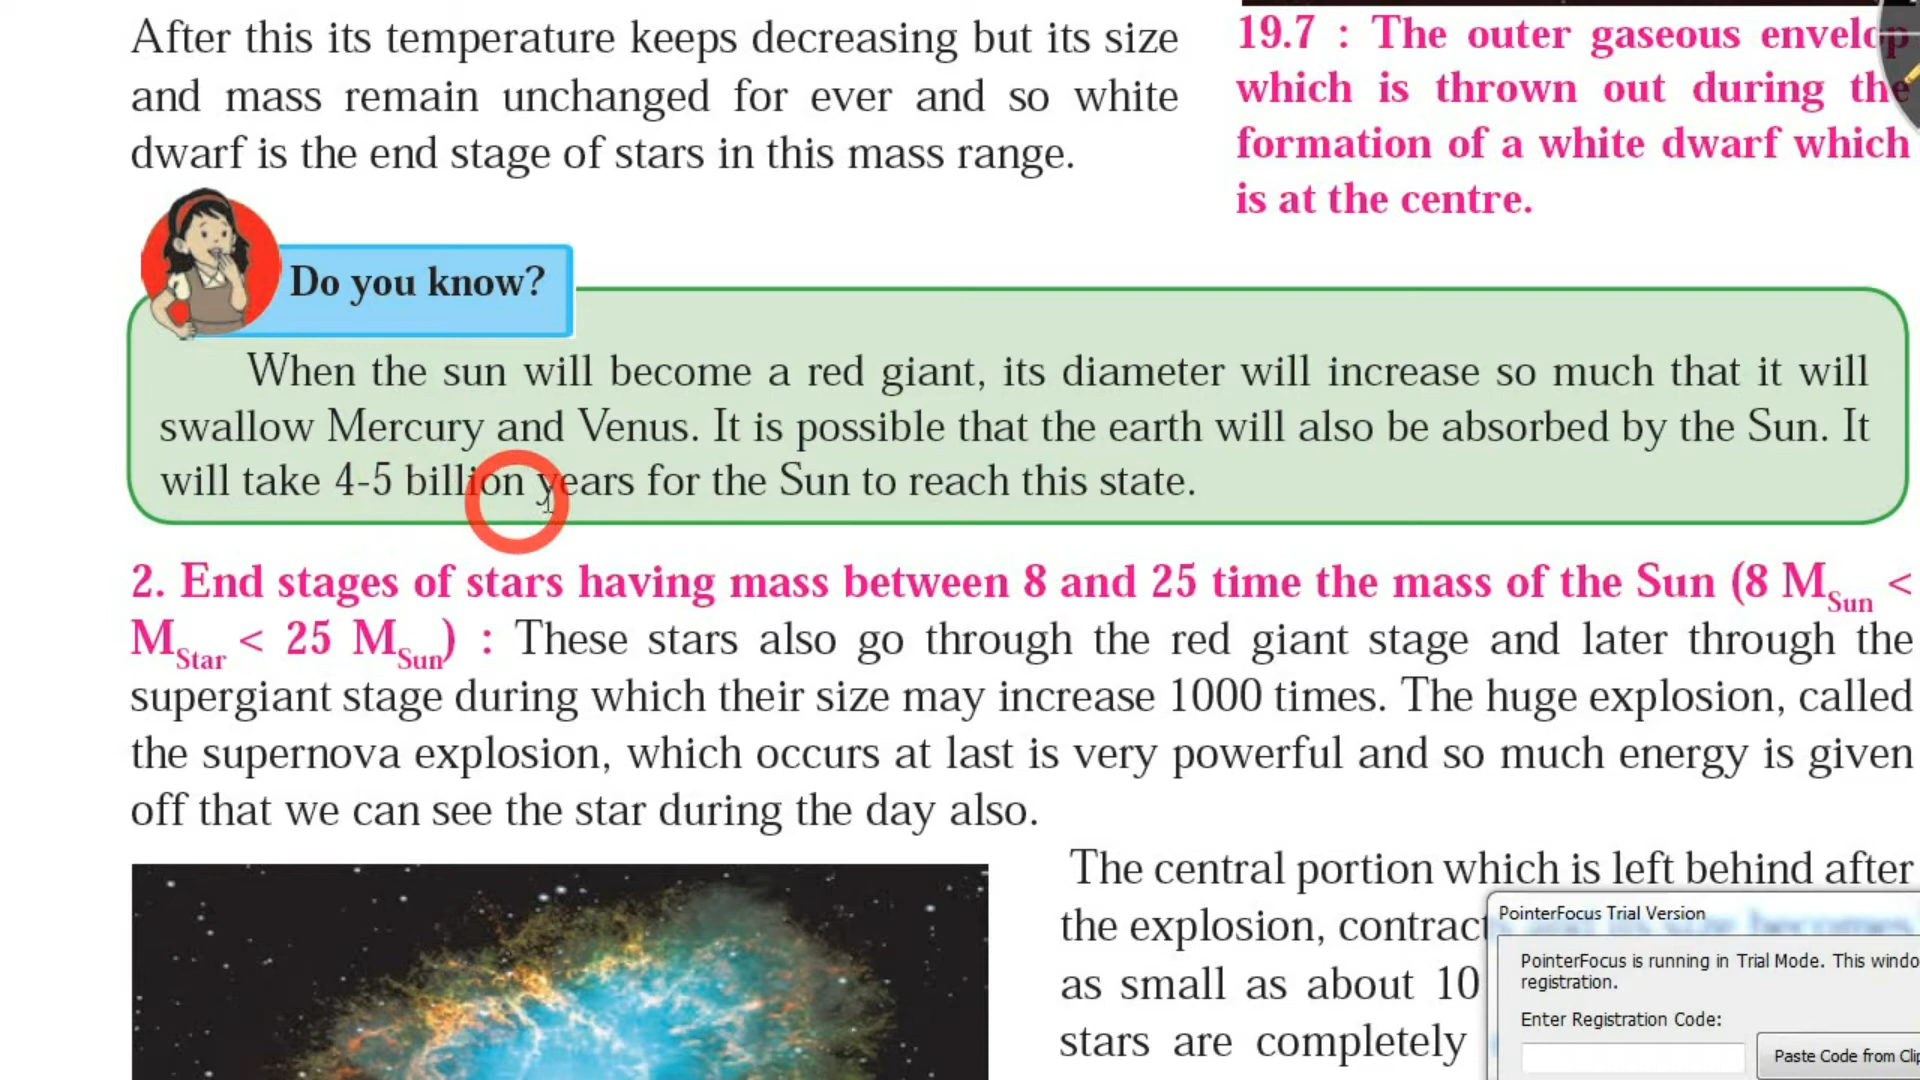 After this its temperature keeps decreasing but its size
and mass remain unchanged for ever and so white
dwarf is the end stage of stars in this mass range.
19.7 : The outer gaseous envelop
which is thrown out during the
formation of a white dwarf which
is at the centre.
Do you know?
When the sun will become a red giant, its diameter will increase so much that it will
swallow Mercury and Venus. It is possible that the earth will also be absorbed by the Sun. It
will take 4-5 billion years for the Sun to reach this state.
2. End stages of stars having mass between 8 and 25 time the mass of the Sun (8 MSun <
MStar < 25 MSun) : These stars also go through the red giant stage and later through the
supergiant stage during which their size may increase 1000 times. The huge explosion, called
the supernova explosion, which occurs at last is very powerful and so much energy is given
off that we can see the star during the day also.
The central portion which is left behind after
the explosion, contract
as small as about 10
stars are completely
PointerFocus Trial Version
PointerFocus is running in Trial Mode. This windo
registration.
Enter Registration Code:
Paste Code from Cli